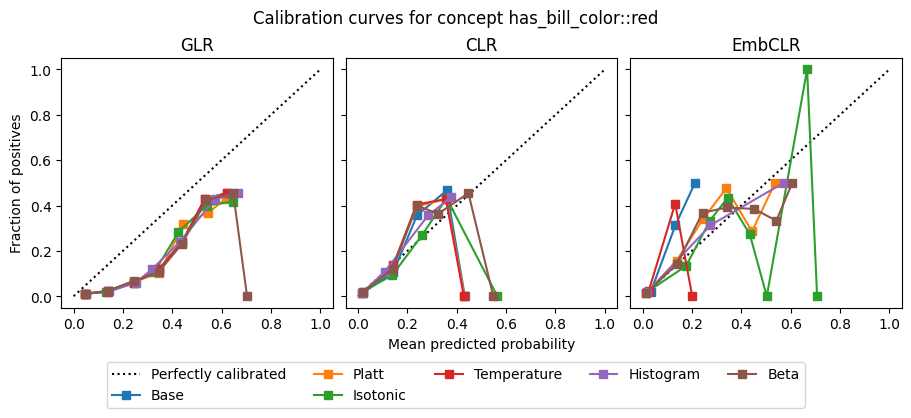 Calibration curves for concept has_bill_color::red
GLR
CLR
EmbCLR
Fraction of positives
1.0
0.8
0.6
0.4
0.2
0.0
0.0 0.2 0.4 0.6 0.8 1.0
0.0 0.2 0.4 0.6 0.8 1.0
0.0 0.2 0.4 0.6 0.8 1.0
Mean predicted probability
Perfectly calibrated
Base
Platt
Isotonic
Temperature
Histogram
Beta